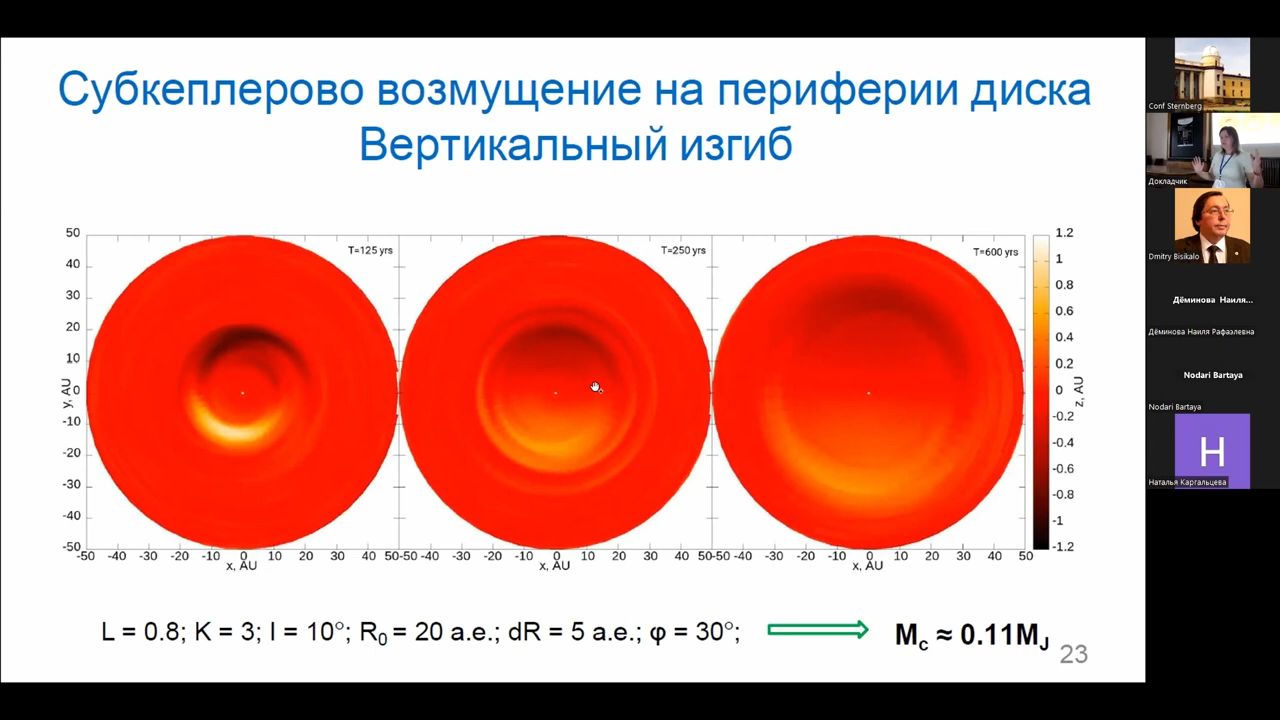 Субкеплерово возмущение на периферии диска
Вертикальный изгиб
T=125 yrs
T=250 yrs
T=600 yrs
50
40
30
20
10
0
-10
-20
-30
-40
-50
y, AU
-50 -40 -30 -20 -10 0 10 20 30 40 50
x, AU
-50 -40 -30 -20 -10 0 10 20 30 40 50
x, AU
-50 -40 -30 -20 -10 0 10 20 30 40 50
x, AU
1.2
1
0.8
0.6
0.4
0.2
0
-0.2
-0.4
-0.6
-0.8
-1
-1.2
z, AU
L = 0.8; K = 3; I = 10°; R₀ = 20 а.е.; dR = 5 а.е.; φ = 30°;
Mc ≈ 0.11MJ
23
Conf Sternberg
Докладчик
Dmitry Bisikalo
Дёминова Наиля...
Дёминова Наиля Рафаэлевна
Nodari Bartaya
Nodari Bartaya
Н
Наталья Каргальцева